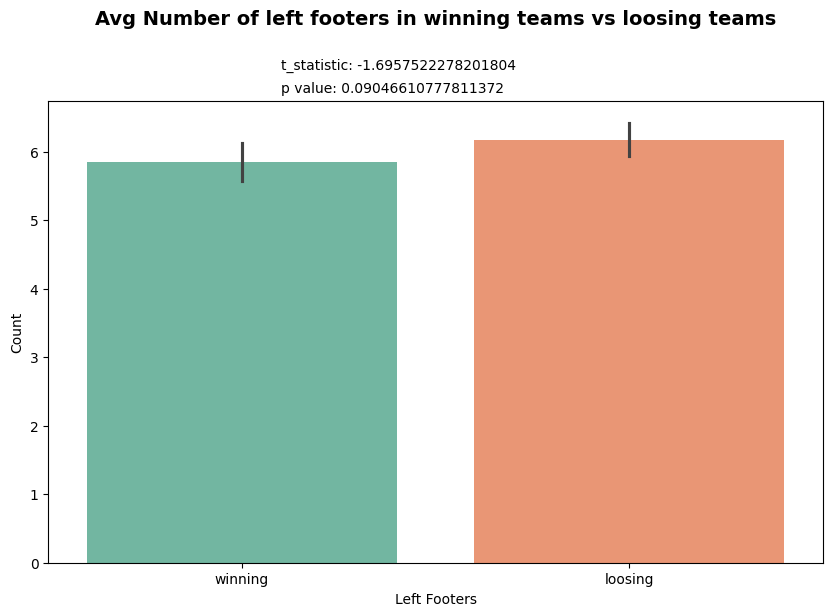 Avg Number of left footers in winning teams vs loosing teams
t_statistic: -1.6957522278201804
p value: 0.09046610777811372
6
5
4
3
2
1
0
Count
winning
loosing
Left Footers